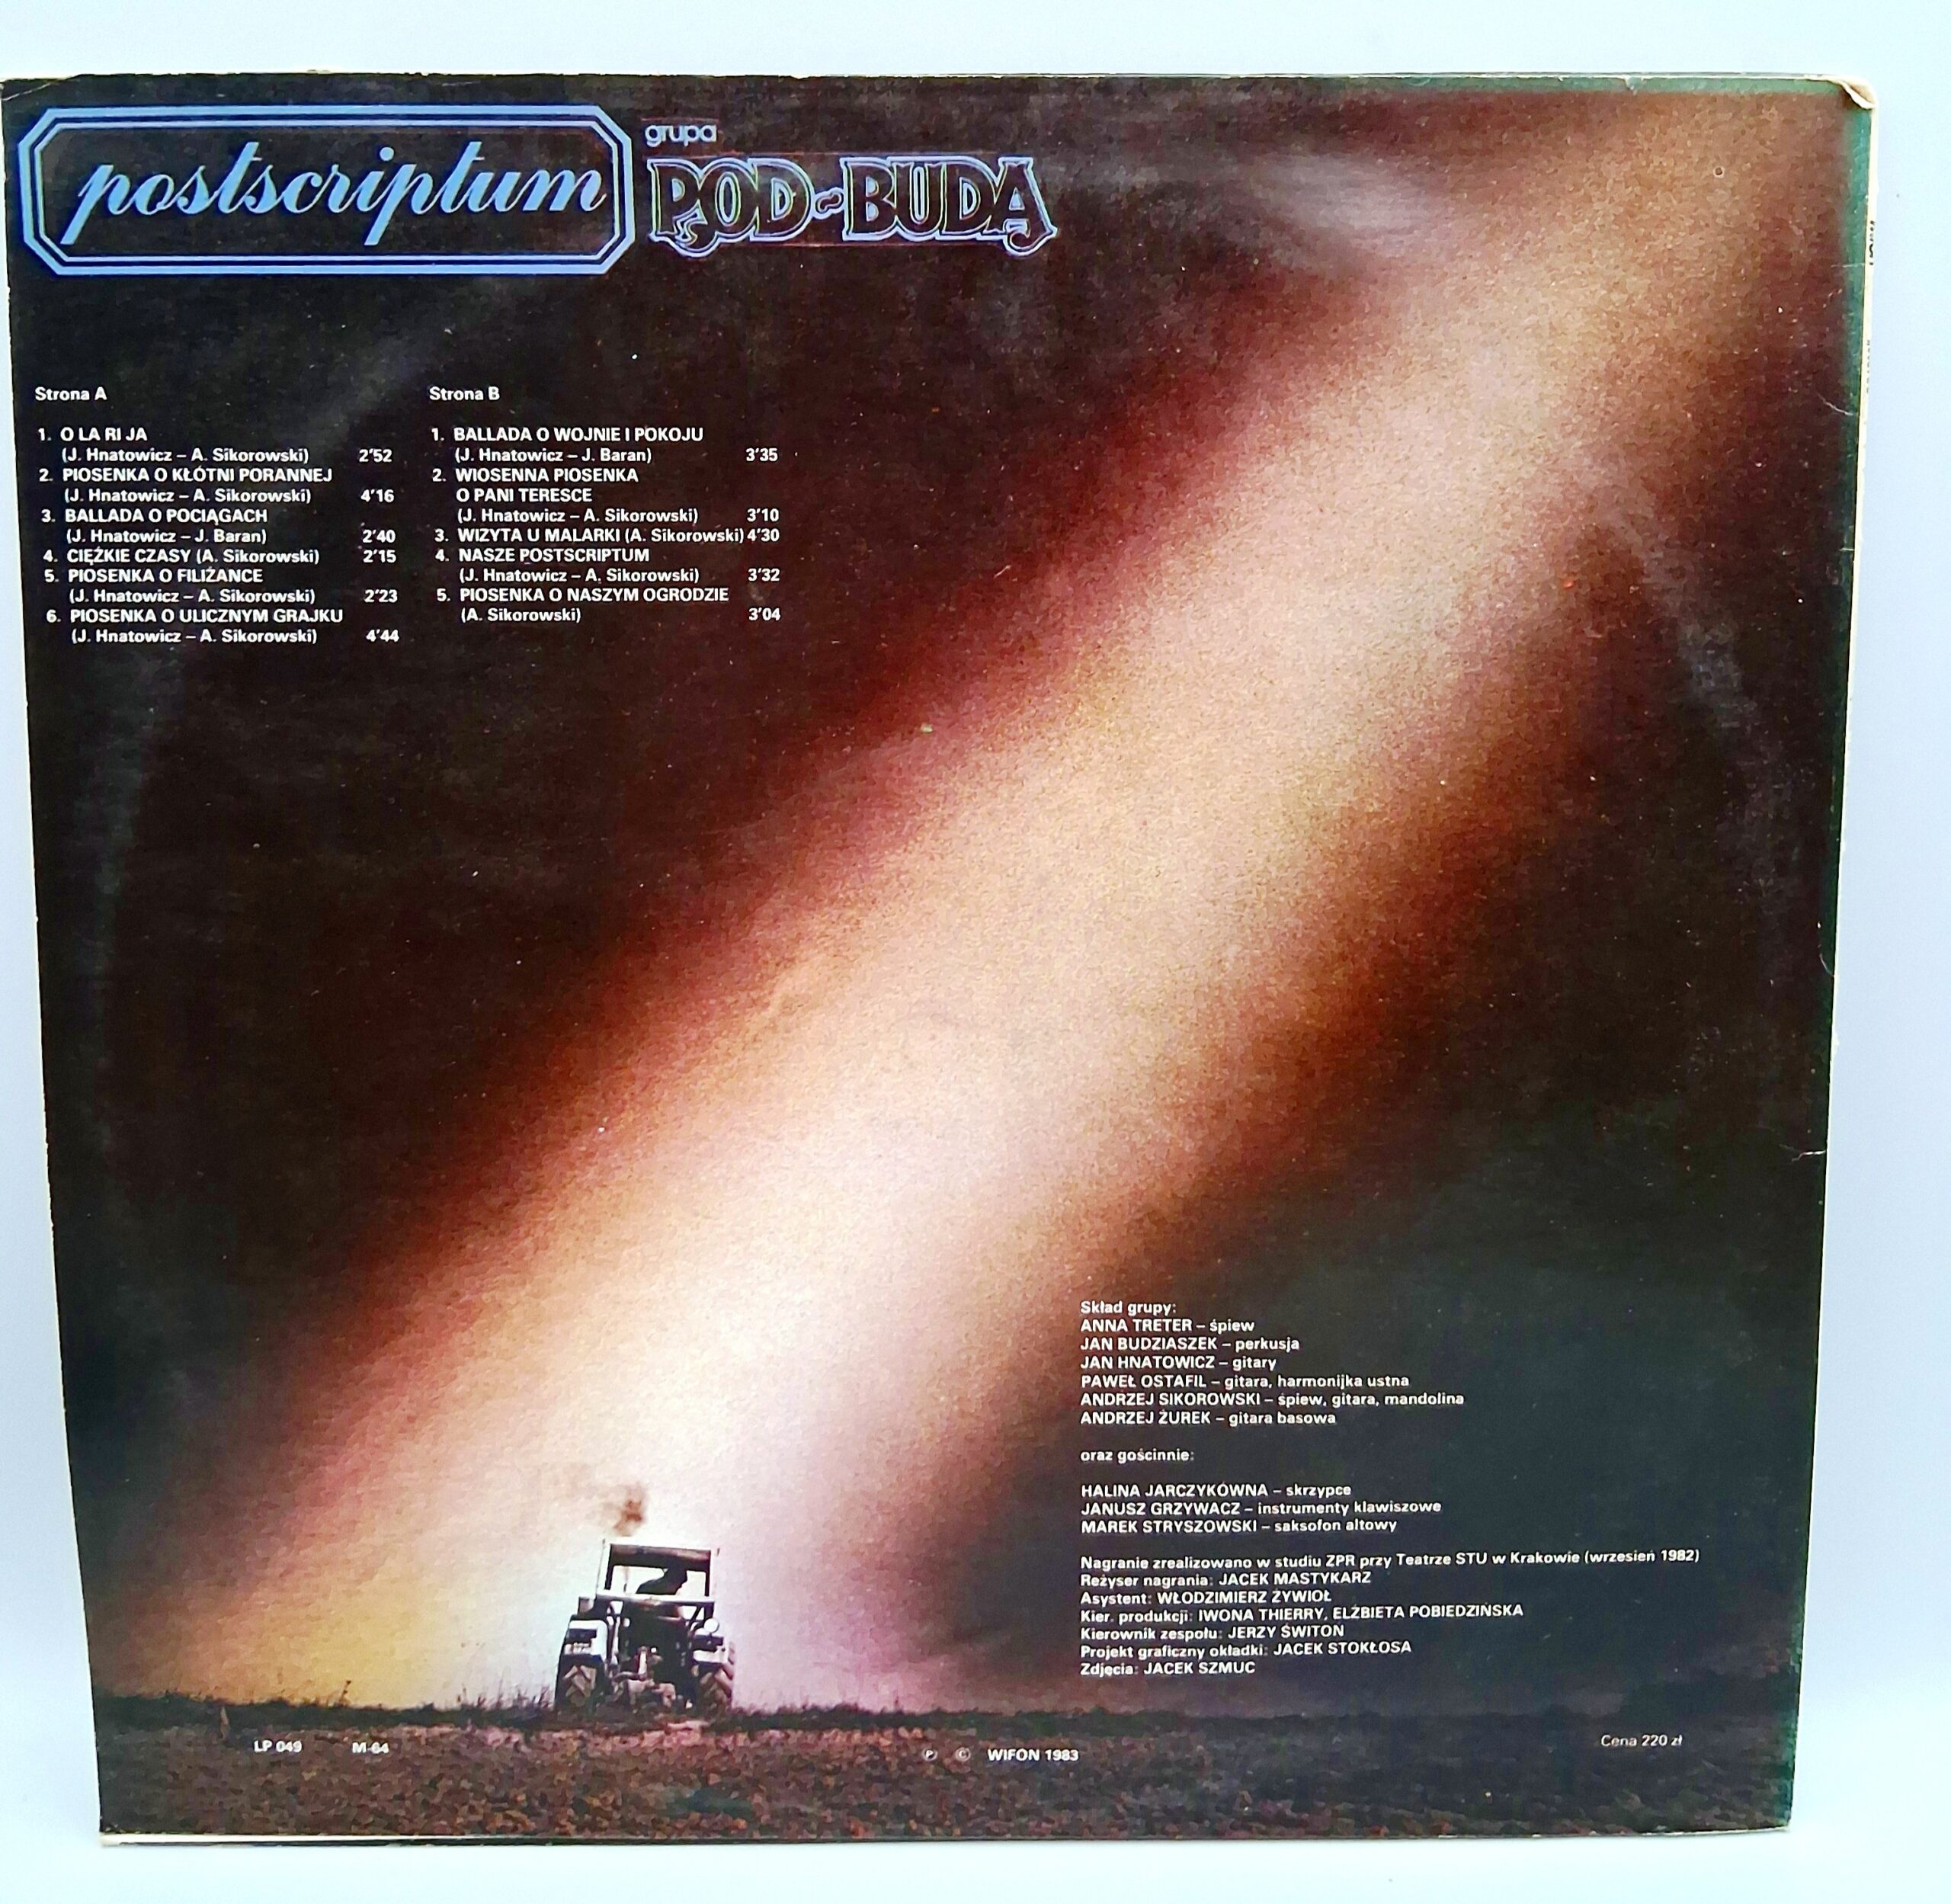 postscriptum
grupa
POD-BUDĄ
Strona A
1. O LA RI JA
(J. Hnatowicz – A. Sikorowski) 2'52
2. PIOSENKA O KŁÓTNI PORANNEJ
(J. Hnatowicz – A. Sikorowski) 4'16
3. BALLADA O POCIĄGACH
(J. Hnatowicz – J. Baran) 2'40
4. CIĘŻKIE CZASY (A. Sikorowski) 2'15
5. PIOSENKA O FILIŻANCE
(J. Hnatowicz – A. Sikorowski) 2'23
6. PIOSENKA O ULICZNYM GRAJKU
(J. Hnatowicz – A. Sikorowski) 4'44
Strona B
1. BALLADA O WOJNIE I POKOJU
(J. Hnatowicz – J. Baran) 3'35
2. WIOSENNA PIOSENKA
O PANI TERESCE
(J. Hnatowicz – A. Sikorowski) 3'10
3. WIZYTA U MALARKI (A. Sikorowski) 4'30
4. NASZE POSTSCRIPTUM
(J. Hnatowicz – A. Sikorowski) 3'32
5. PIOSENKA O NASZYM OGRODZIE
(A. Sikorowski) 3'04
Skład grupy:
ANNA TRETER – śpiew
JAN BUDZIASZEK – perkusja
JAN HNATOWICZ – gitary
PAWEŁ OSTAFIL – gitara, harmonijka ustna
ANDRZEJ SIKOROWSKI – śpiew, gitara, mandolina
ANDRZEJ ŻUREK – gitara basowa
oraz gościnnie:
HALINA JARCZYKÓWNA – skrzypce
JANUSZ GRZYWACZ – instrumenty klawiszowe
MAREK STRYSZOWSKI – saksofon altowy
Nagranie zrealizowano w studiu ZPR przy Teatrze STU w Krakowie (wrzesień 1982)
Reżyser nagrania: JACEK MASTYKARZ
Asystent: WŁODZIMIERZ ŻYWIOŁ
Kier. produkcji: IWONA THIERRY, ELŻBIETA POBIEDZIŃSKA
Kierownik zespołu: JERZY ŚWITON
Projekt graficzny okładki: JACEK STOKŁOSA
Zdjęcia: JACEK SZMUC
LP 049 M-64
Ⓟ © WIFON 1983
Cena 220 zł